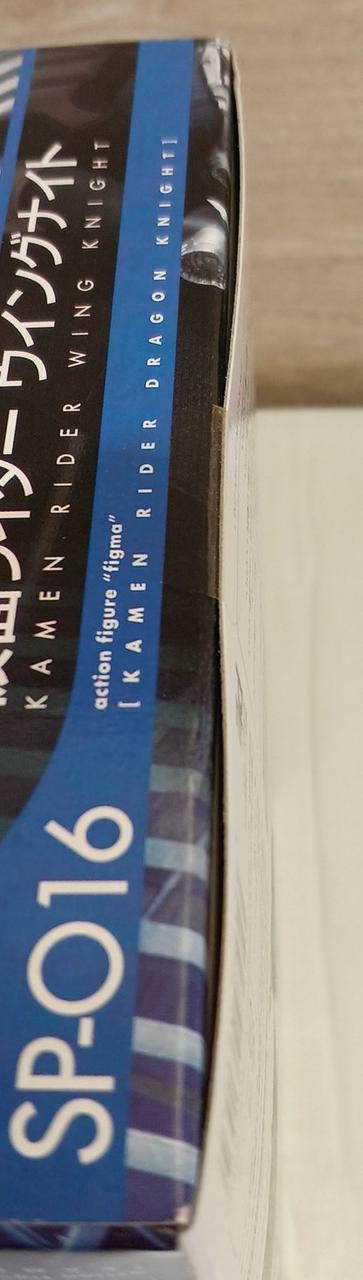 仮面ライダー ウイングナイト
KAMEN RIDER WING KNIGHT
action figure "figma"
[KAMEN RIDER DRAGON KNIGHT]
SP-016